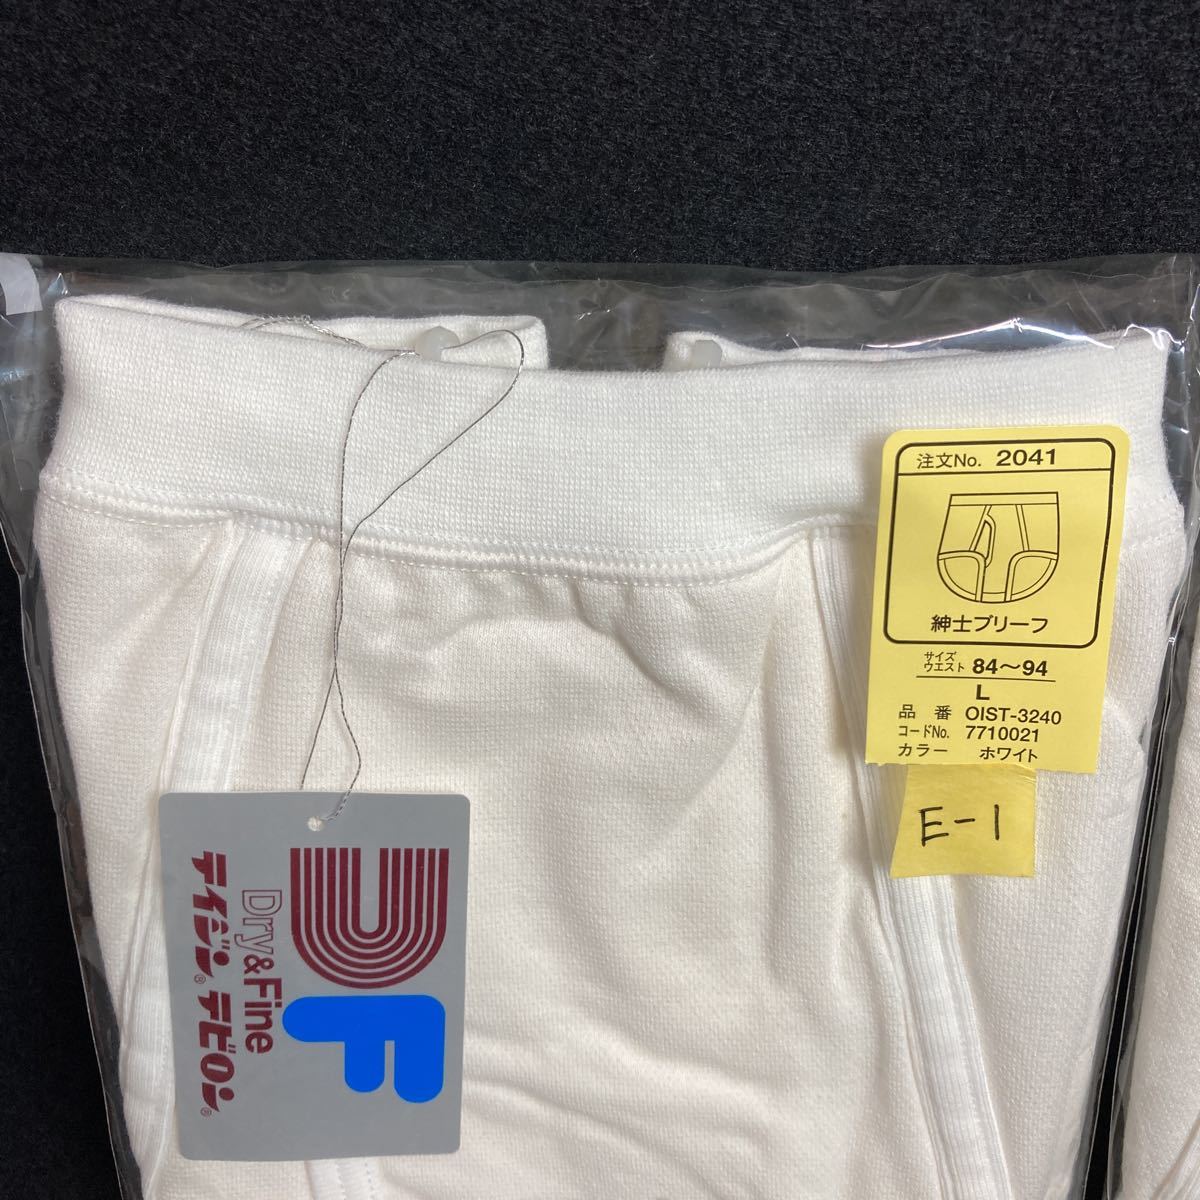 注文No. 2041
紳士ブリーフ
サイズ
ウエスト 84〜94
L
品番 OIST-3240
コードNo. 7710021
カラー ホワイト
E-1
DF
Dry&Fine
テイジン® テビロン®